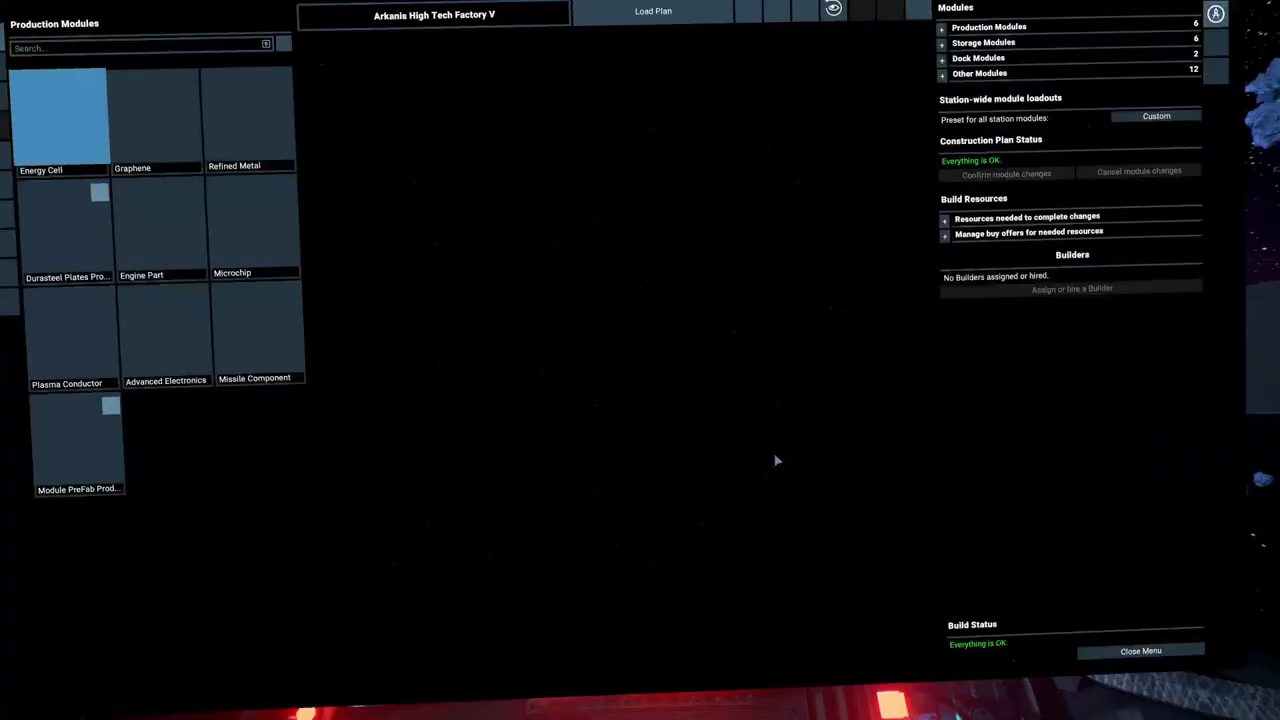 Production Modules
Search...
Energy Cell
Graphene
Refined Metal
Durasteel Plates Pro...
Engine Part
Microchip
Plasma Conductor
Advanced Electronics
Missile Component
Module PreFab Prod...
Arkanis High Tech Factory V
Load Plan
Modules
Production Modules 6
Storage Modules 6
Dock Modules 2
Other Modules 12
Station-wide module loadouts
Preset for all station modules: Custom
Construction Plan Status
Everything is OK.
Confirm module changes Cancel module changes
Build Resources
Resources needed to complete changes
Manage buy offers for needed resources
Builders
No Builders assigned or hired.
Assign or hire a Builder
Build Status
Everything is OK.
Close Menu